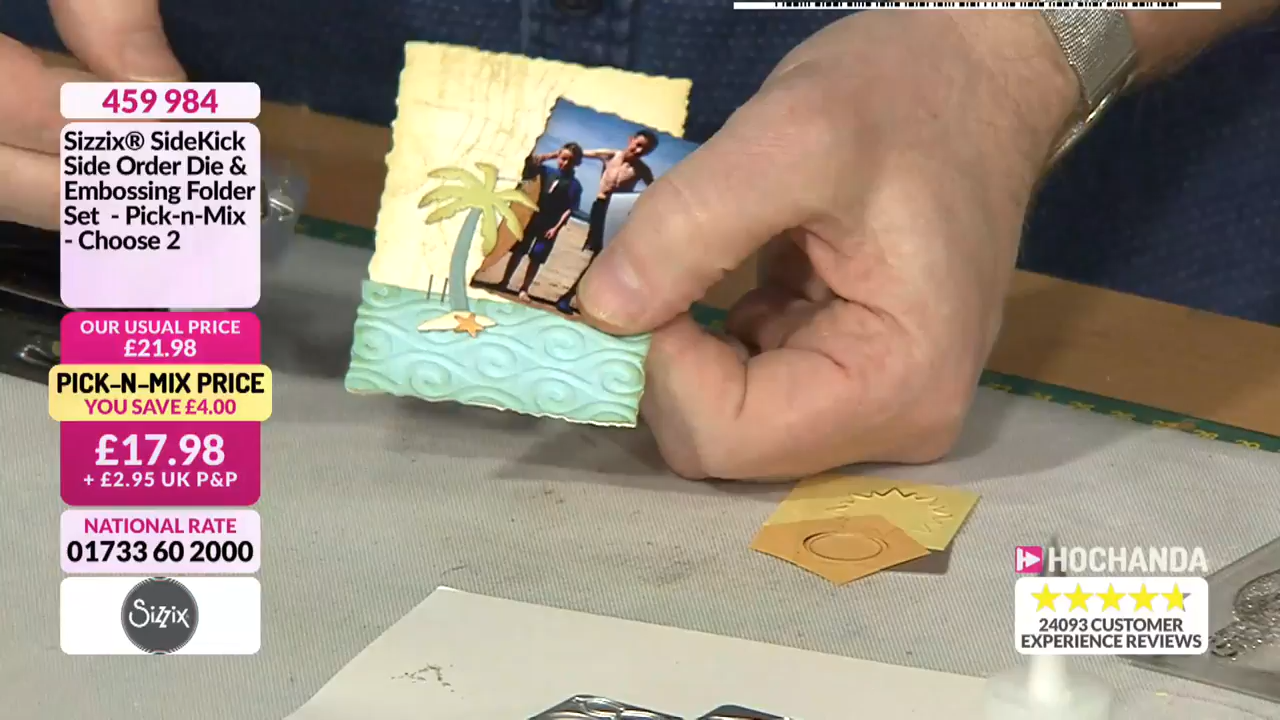 459 984
Sizzix® SideKick
Side Order Die &
Embossing Folder
Set - Pick-n-Mix
- Choose 2
OUR USUAL PRICE
£21.98
PICK-N-MIX PRICE
YOU SAVE £4.00
£17.98
+ £2.95 UK P&P
NATIONAL RATE
01733 60 2000
Sizzix
HOCHANDA
24093 CUSTOMER
EXPERIENCE REVIEWS